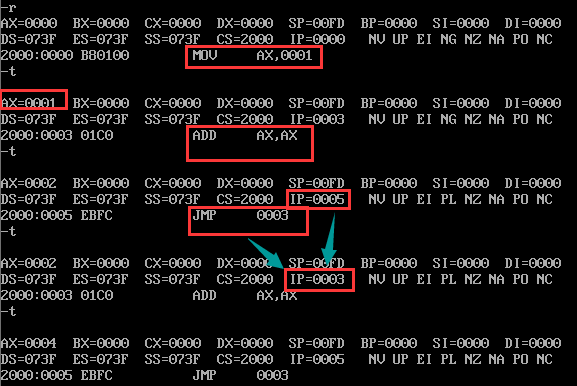 -r
AX=0000  BX=0000  CX=0000  DX=0000  SP=00FD  BP=0000  SI=0000  DI=0000
DS=073F  ES=073F  SS=073F  CS=2000  IP=0000   NV UP EI NG NZ NA PO NC
2000:0000 B80100        MOV     AX,0001
-t
AX=0001  BX=0000  CX=0000  DX=0000  SP=00FD  BP=0000  SI=0000  DI=0000
DS=073F  ES=073F  SS=073F  CS=2000  IP=0003   NV UP EI NG NZ NA PO NC
2000:0003 01C0          ADD     AX,AX
-t
AX=0002  BX=0000  CX=0000  DX=0000  SP=00FD  BP=0000  SI=0000  DI=0000
DS=073F  ES=073F  SS=073F  CS=2000  IP=0005   NV UP EI PL NZ NA PO NC
2000:0005 EBFC          JMP     0003
-t
AX=0002  BX=0000  CX=0000  DX=0000  SP=00FD  BP=0000  SI=0000  DI=0000
DS=073F  ES=073F  SS=073F  CS=2000  IP=0003   NV UP EI PL NZ NA PO NC
2000:0003 01C0          ADD     AX,AX
-t
AX=0004  BX=0000  CX=0000  DX=0000  SP=00FD  BP=0000  SI=0000  DI=0000
DS=073F  ES=073F  SS=073F  CS=2000  IP=0005   NV UP EI PL NZ NA PO NC
2000:0005 EBFC          JMP     0003